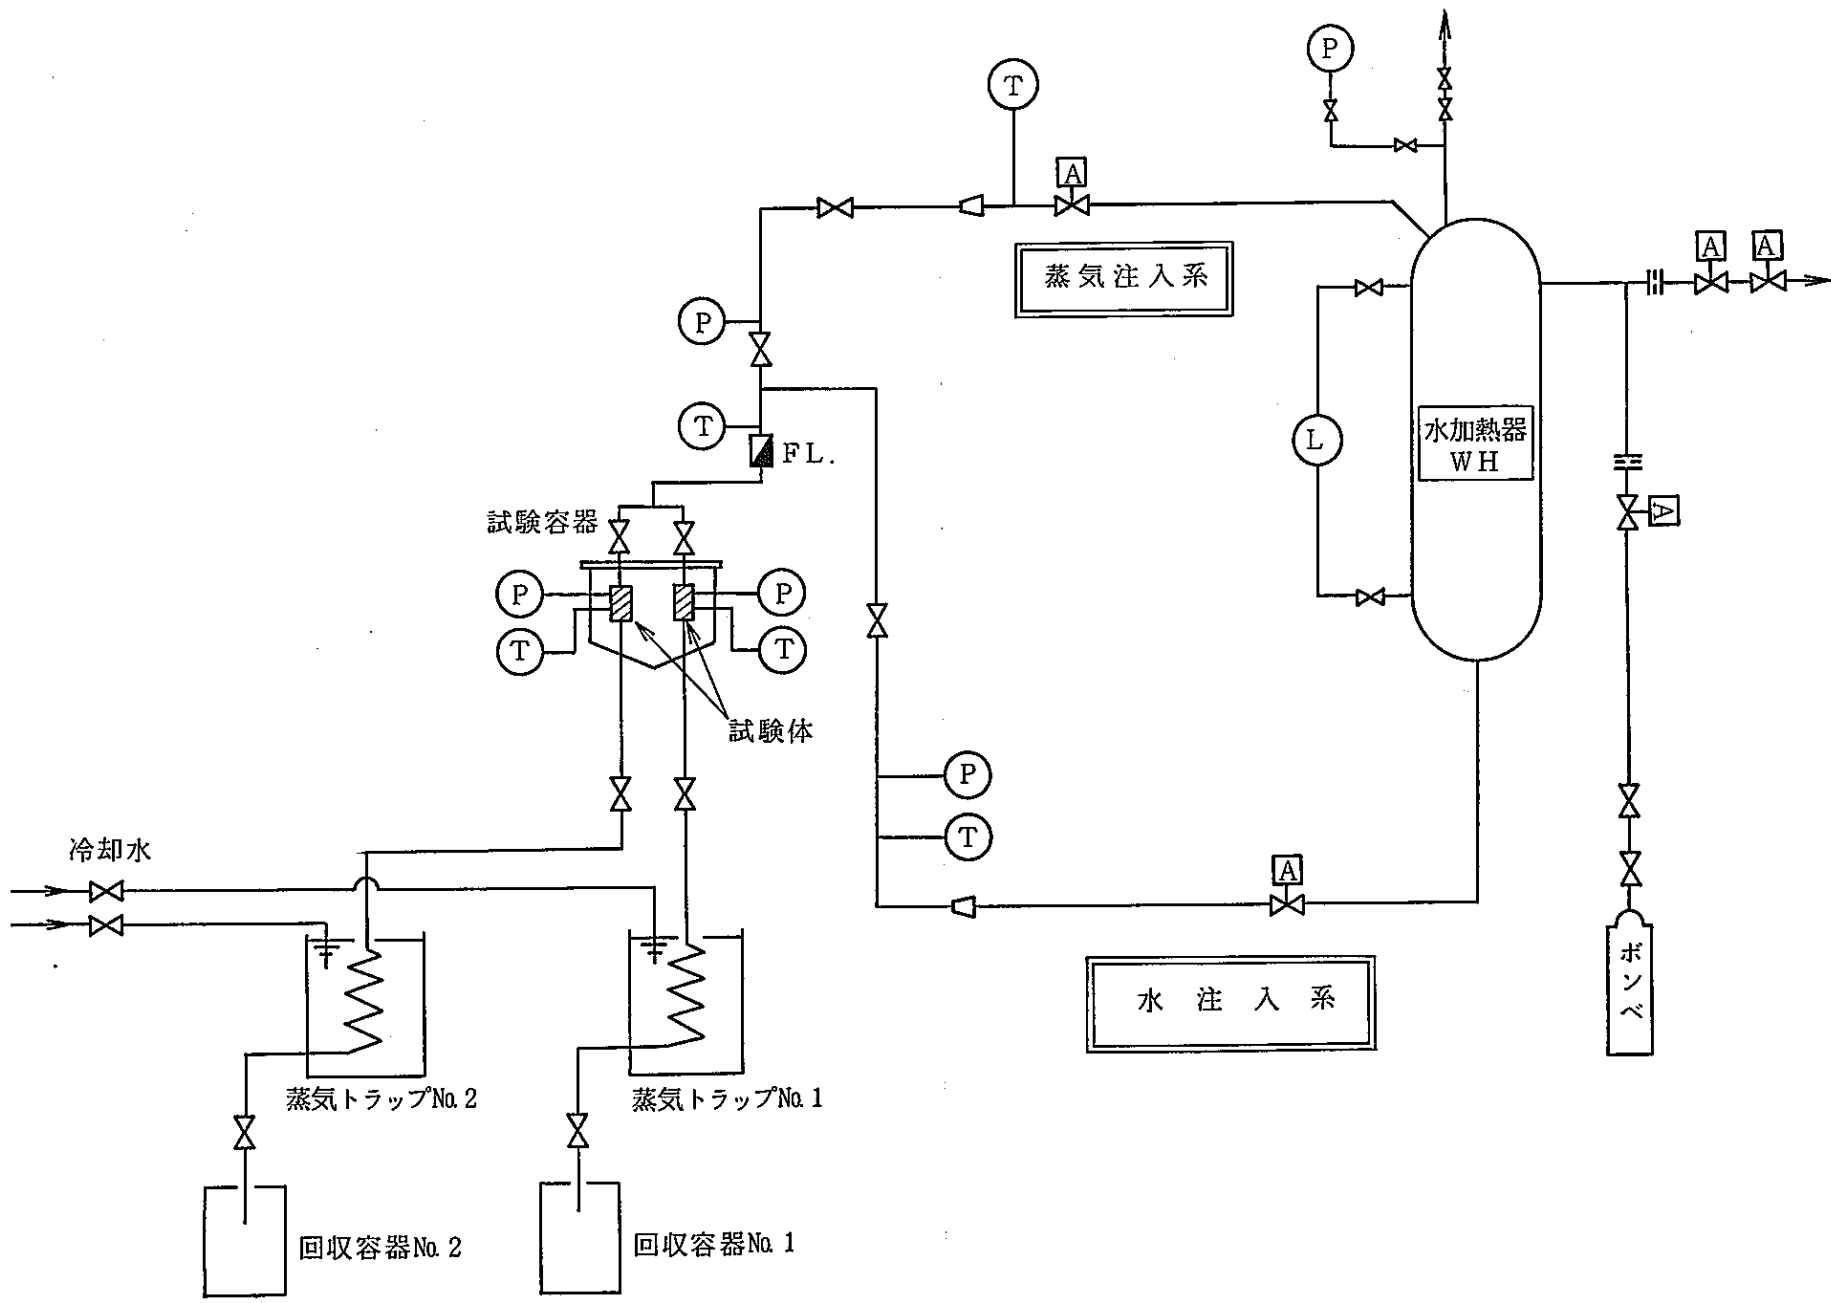 P
T
A
蒸気注入系
A
A
P
T
FL.
L
水加熱器
WH
A
試験容器
P
P
T
T
試験体
P
T
冷却水
A
ボンベ
水注入系
蒸気トラップNo.2
蒸気トラップNo.1
回収容器No.2
回収容器No.1